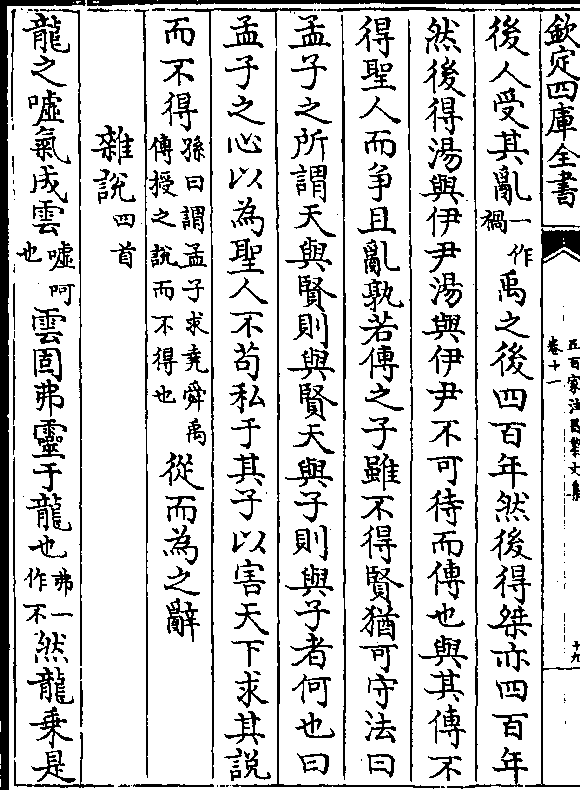 欽定四庫全書
五百家注昌黎文集
卷十一
十九
後人受其亂一作禍禹之後四百年然後得桀亦四百年
然後得湯與伊尹湯與伊尹不可待而傳也與其傳不
得聖人而爭且亂孰若傳之子雖不得賢猶可守法曰
孟子之所謂天與賢則與賢天與子則與子者何也曰
孟子之心以為聖人不茍私于其子以害天下求其說
而不得孫曰謂孟子求堯舜禹傳授之說而不得也從而為之辭
雜說四首
龍之噓氣成雲噓呵也雲固弗靈于龍也弗一作不然龍乗是